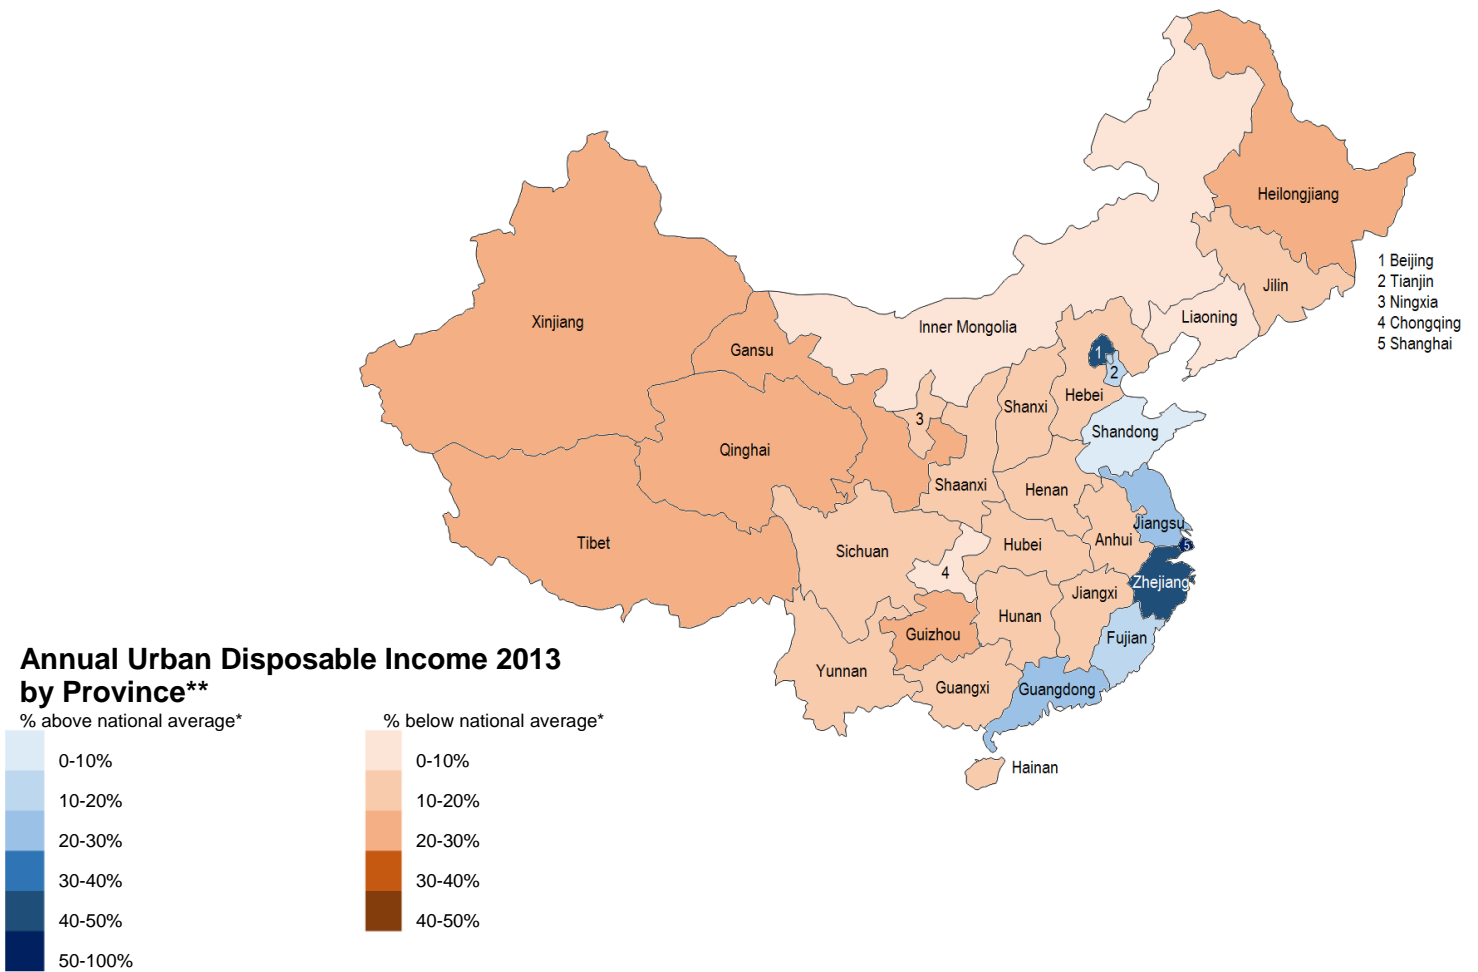 Heilongjiang
1 Beijing
2 Tianjin
3 Ningxia
4 Chongqing
5 Shanghai
Jilin
Liaoning
Inner Mongolia
Xinjiang
Gansu
1
2
Hebei
Shanxi
3
Shandong
Qinghai
Shaanxi
Henan
Jiangsu
Anhui
5
Tibet
Sichuan
Hubei
4
Zhejiang
Jiangxi
Hunan
Guizhou
Fujian
Yunnan
Guangxi
Guangdong
Hainan
Annual Urban Disposable Income 2013
by Province**
% above national average*
0-10%
10-20%
20-30%
30-40%
40-50%
50-100%
% below national average*
0-10%
10-20%
20-30%
30-40%
40-50%